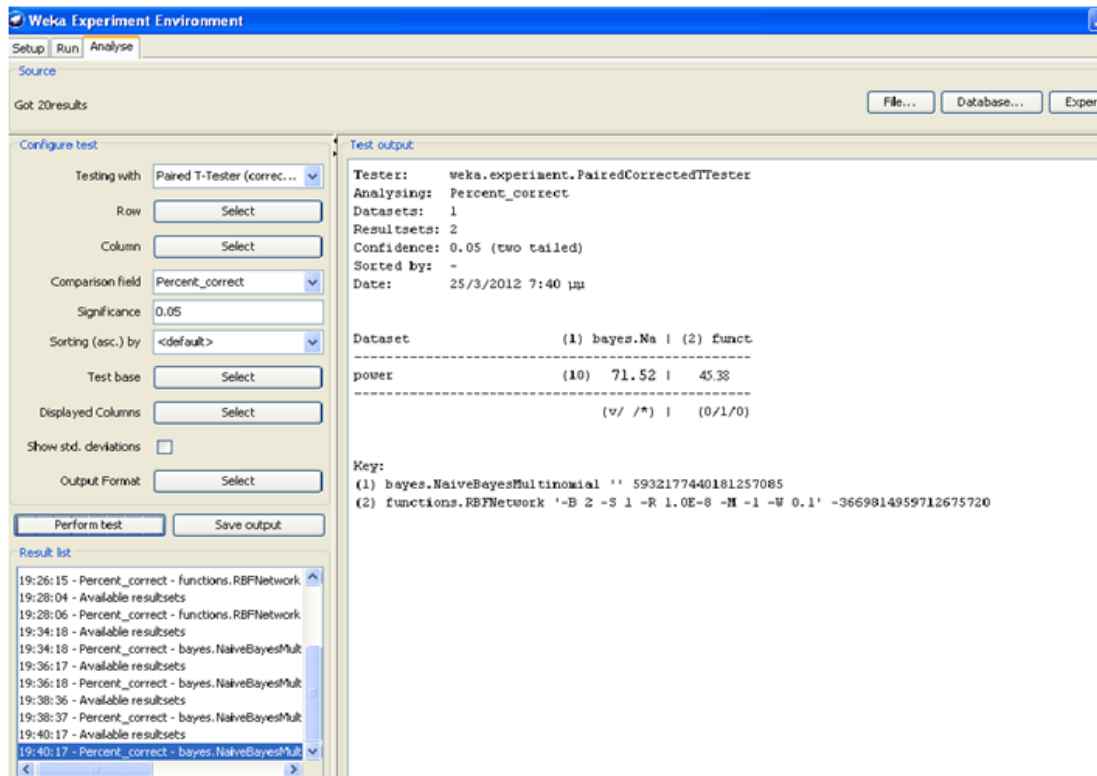 Weka Experiment Environment
Setup Run Analyse
Source
Got 20results
File... Database... Exper
Configure test
Testing with Paired T-Tester (correc...
Row Select
Column Select
Comparison field Percent_correct
Significance 0.05
Sorting (asc.) by <default>
Test base Select
Displayed Columns Select
Show std. deviations
Output Format Select
Perform test Save output
Result list
19:26:15 - Percent_correct - functions.RBFNetwork
19:28:04 - Available resultsets
19:28:06 - Percent_correct - functions.RBFNetwork
19:34:18 - Available resultsets
19:34:18 - Percent_correct - bayes.NaiveBayesMult
19:36:17 - Available resultsets
19:36:18 - Percent_correct - bayes.NaiveBayesMult
19:38:36 - Available resultsets
19:38:37 - Percent_correct - bayes.NaiveBayesMult
19:40:17 - Available resultsets
19:40:17 - Percent_correct - bayes.NaiveBayesMult
Test output
Tester: weka.experiment.PairedCorrectedTTester
Analysing: Percent_correct
Datasets: 1
Resultsets: 2
Confidence: 0.05 (two tailed)
Sorted by: -
Date: 25/3/2012 7:40 μμ
Dataset (1) bayes.Na | (2) funct
--------------------------------------------------
power (10) 71.52 | 45.38
--------------------------------------------------
(v/ /*) | (0/1/0)
Key:
(1) bayes.NaiveBayesMultinomial '' 5932177440181257085
(2) functions.RBFNetwork '-B 2 -S 1 -R 1.0E-8 -M -1 -W 0.1' -3669814959712675720